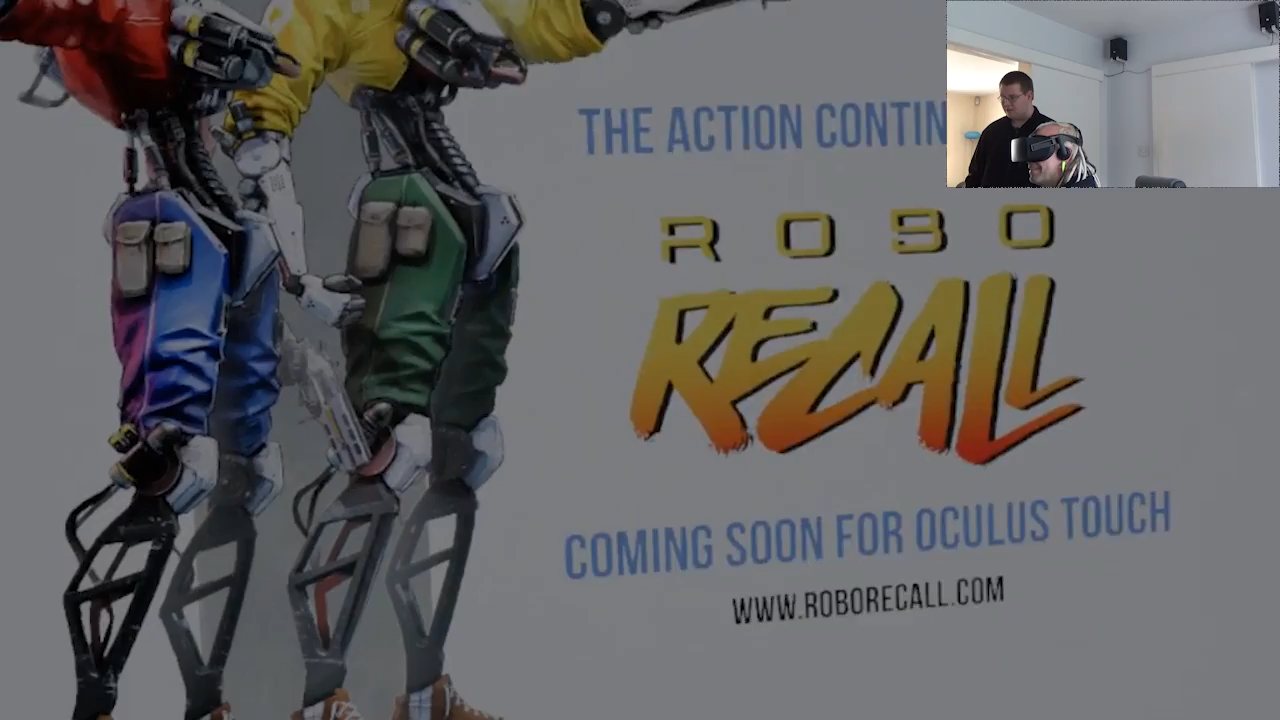 THE ACTION CONTIN
ROBO
RECALL
COMING SOON FOR OCULUS TOUCH
WWW.ROBORECALL.COM